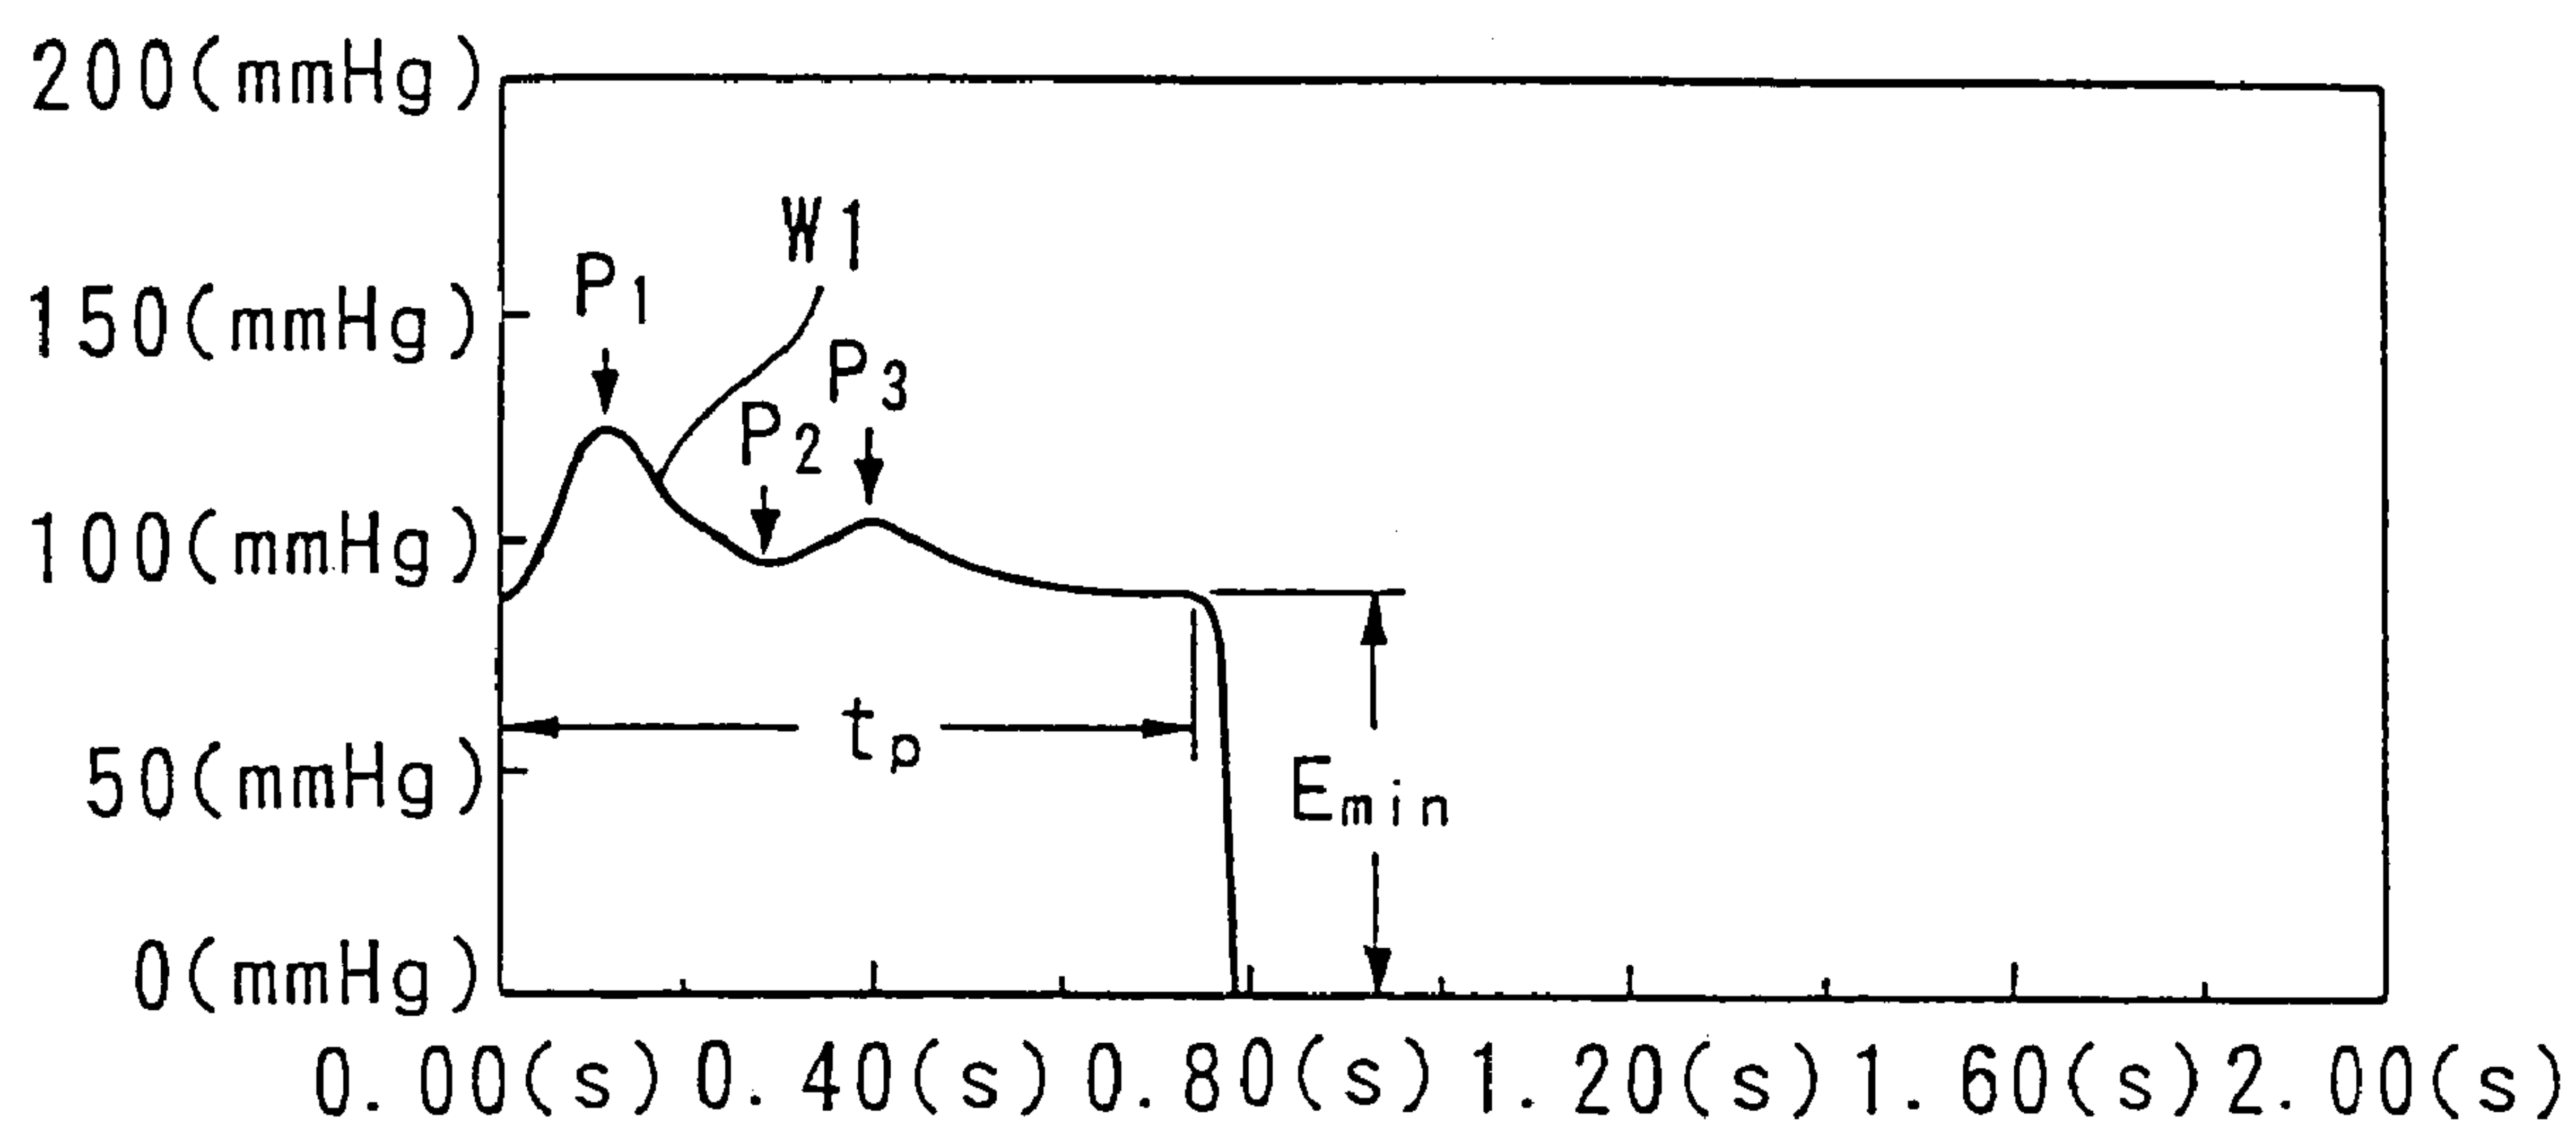 200(mmHg)
W1
P1
150(mmHg)
P3
P2
100(mmHg)
tp
50(mmHg)
Emin
0(mmHg)
0.00(s) 0.40(s) 0.80(s) 1.20(s) 1.60(s) 2.00(s)